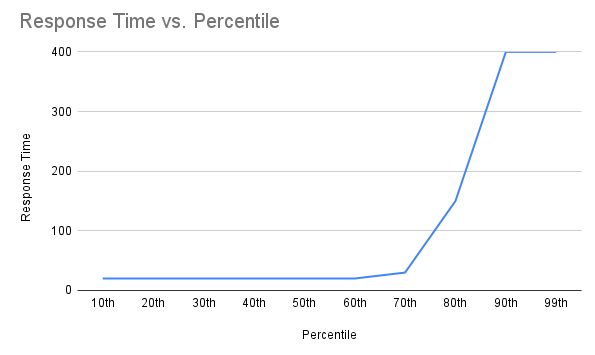 Response Time vs. Percentile
400
300
200
100
0
Response Time
10th 20th 30th 40th 50th 60th 70th 80th 90th 99th
Percentile